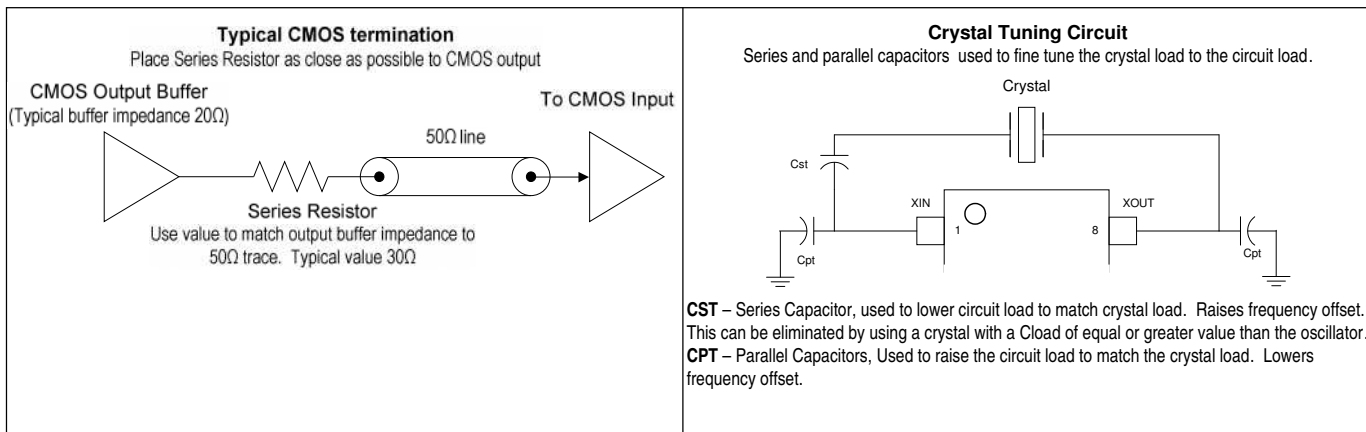 Typical CMOS termination
Place Series Resistor as close as possible to CMOS output
CMOS Output Buffer
(Typical buffer impedance 20Ω)
To CMOS Input
50Ω line
Series Resistor
Use value to match output buffer impedance to
50Ω trace. Typical value 30Ω
Crystal Tuning Circuit
Series and parallel capacitors used to fine tune the crystal load to the circuit load.
Crystal
Cst
XIN
XOUT
1
8
Cpt
Cpt
CST – Series Capacitor, used to lower circuit load to match crystal load. Raises frequency offset.
This can be eliminated by using a crystal with a Cload of equal or greater value than the oscillator.
CPT – Parallel Capacitors, Used to raise the circuit load to match the crystal load. Lowers
frequency offset.